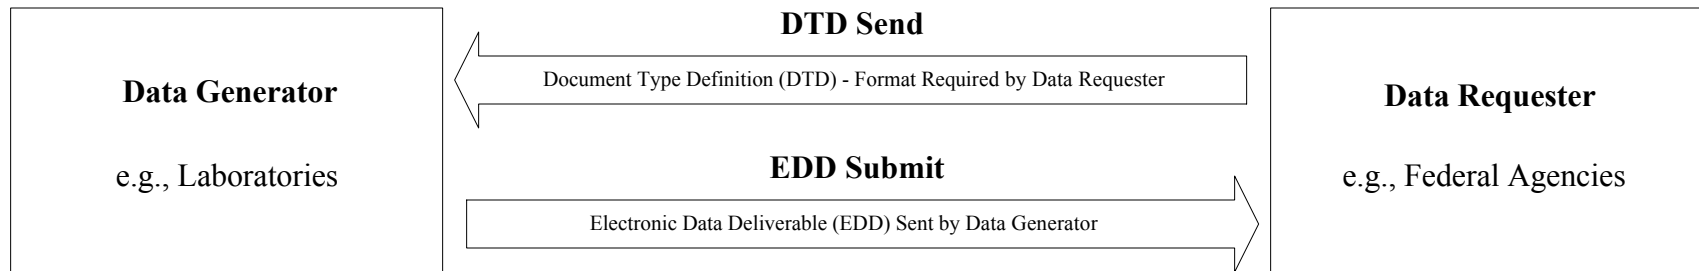 DTD Send
Document Type Definition (DTD) - Format Required by Data Requester
Data Generator
e.g., Laboratories
Data Requester
e.g., Federal Agencies
EDD Submit
Electronic Data Deliverable (EDD) Sent by Data Generator